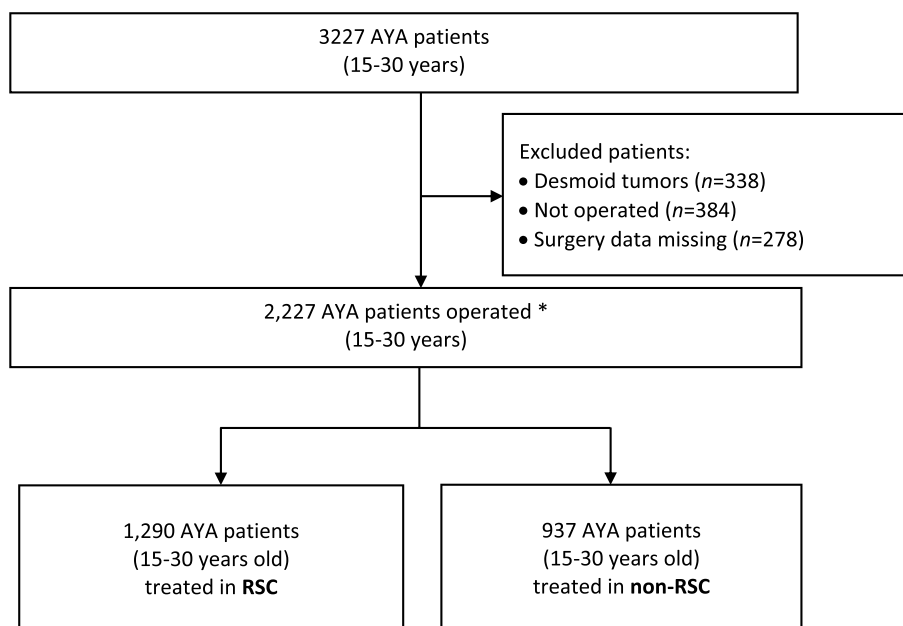 3227 AYA patients
(15-30 years)
Excluded patients:
• Desmoid tumors (n=338)
• Not operated (n=384)
• Surgery data missing (n=278)
2,227 AYA patients operated *
(15-30 years)
1,290 AYA patients
(15-30 years old)
treated in RSC
937 AYA patients
(15-30 years old)
treated in non-RSC